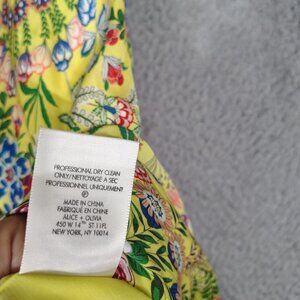 PROFESSIONAL DRY CLEAN
ONLY/NETTOYAGE A SEC
PROFESSIONNEL UNIQUEMENT
Ⓟ
MADE IN CHINA
FABRIQUÉ EN CHINE
ALICE + OLIVIA
450 W 14TH ST 11FL
NEW YORK, NY 10014